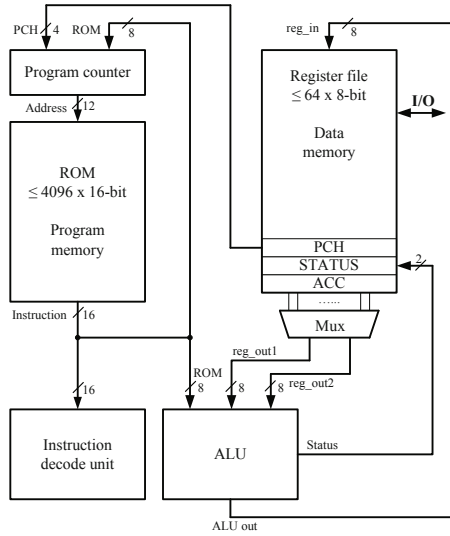 PCH 4 ROM 8
reg_in 8
Program counter
Address 12
ROM
≤ 4096 x 16-bit
Program
memory
Instruction 16
Register file
≤ 64 x 8-bit
I/O
Data
memory
PCH
STATUS
ACC
2
…...
Mux
reg_out1
reg_out2
16
ROM
8
8
8
Instruction
decode unit
ALU
Status
ALU out